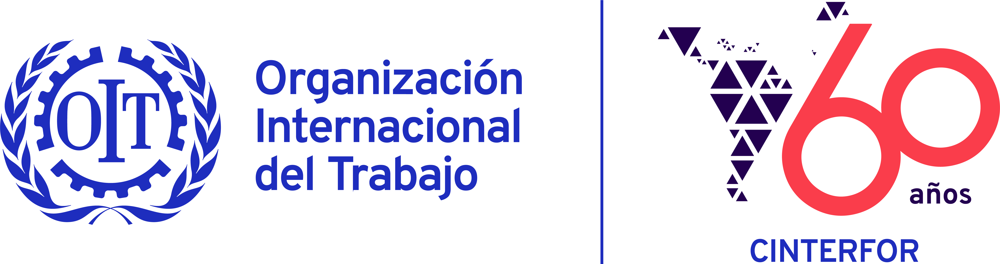 OIT
Organización
Internacional
del Trabajo
60
años
CINTERFOR